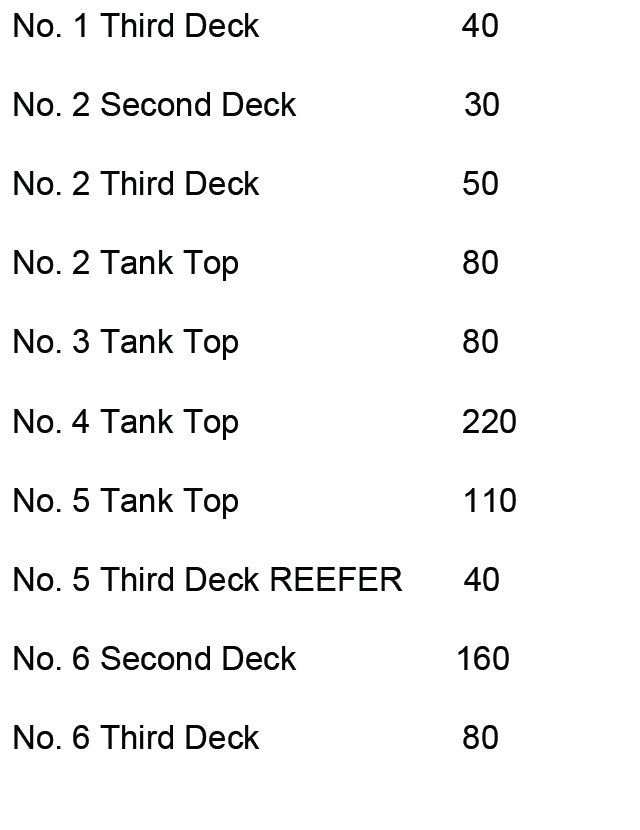 No. 1 Third Deck 40
No. 2 Second Deck 30
No. 2 Third Deck 50
No. 2 Tank Top 80
No. 3 Tank Top 80
No. 4 Tank Top 220
No. 5 Tank Top 110
No. 5 Third Deck REEFER 40
No. 6 Second Deck 160
No. 6 Third Deck 80